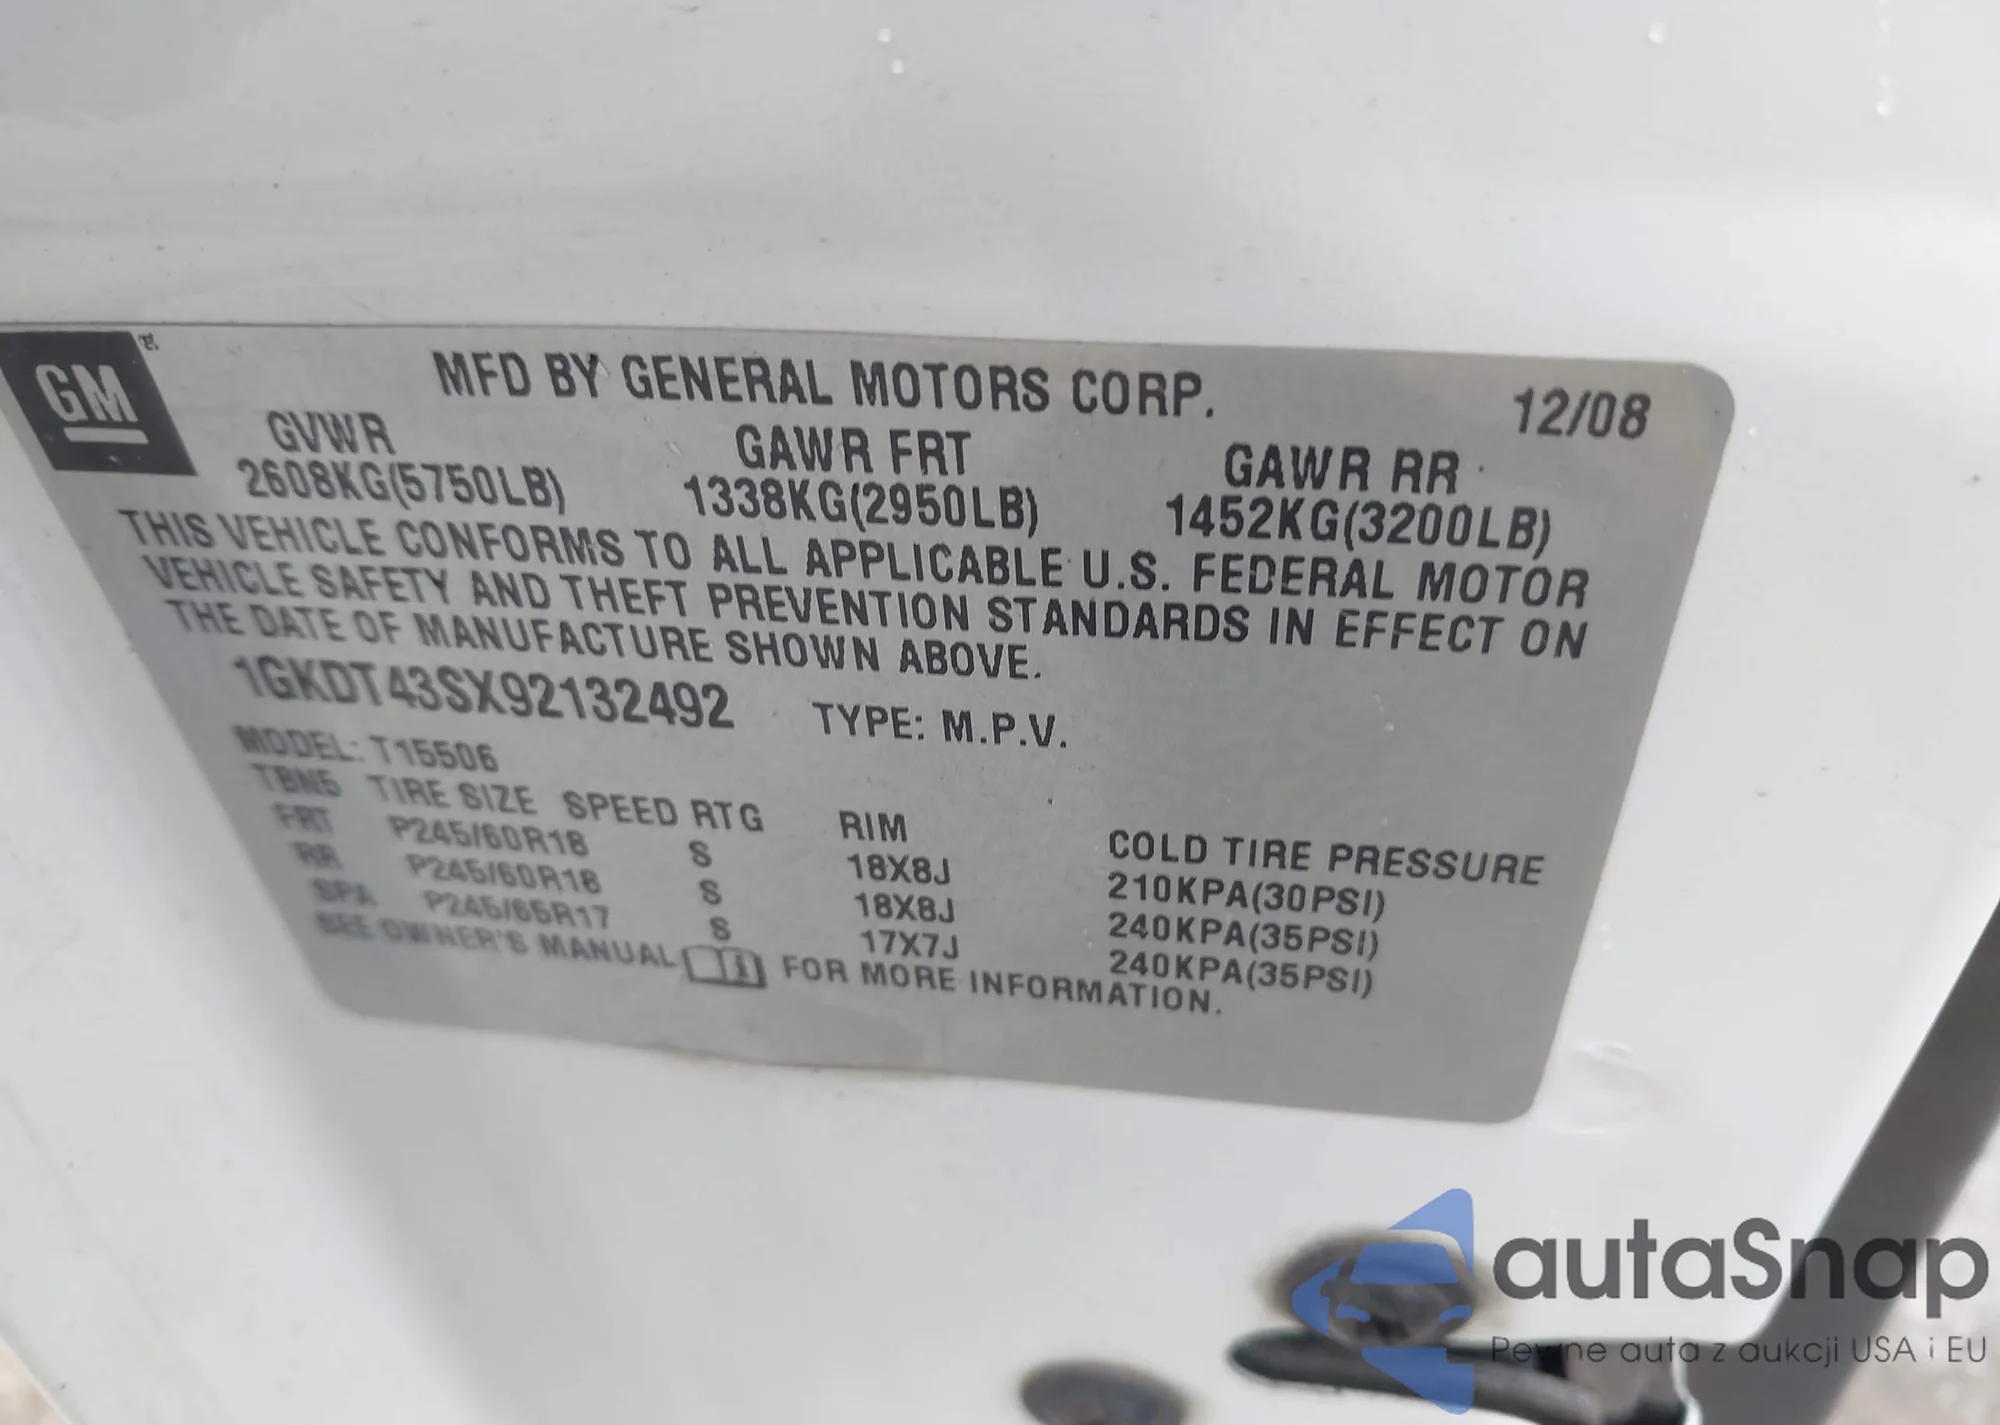 GM
MFD BY GENERAL MOTORS CORP. 12/08
GVWR GAWR FRT GAWR RR
2608KG(5750LB) 1338KG(2950LB) 1452KG(3200LB)
THIS VEHICLE CONFORMS TO ALL APPLICABLE U.S. FEDERAL MOTOR
VEHICLE SAFETY AND THEFT PREVENTION STANDARDS IN EFFECT ON
THE DATE OF MANUFACTURE SHOWN ABOVE.
1GKDT43SX92132492 TYPE: M.P.V.
MODEL: T15506
TBN5 TIRE SIZE SPEED RTG RIM COLD TIRE PRESSURE
FRT P245/60R18 S 18X8J 210KPA(30PSI)
RR P245/60R18 S 18X8J 240KPA(35PSI)
SPA P245/65R17 S 17X7J 240KPA(35PSI)
SEE OWNER'S MANUAL FOR MORE INFORMATION.
autaSnap
Pewne auta z aukcji USA i EU